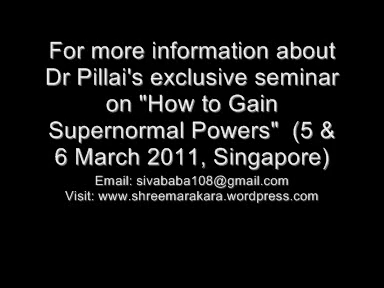 For more information about
Dr Pillai's exclusive seminar
on "How to Gain
Supernormal Powers"  (5 &
6 March 2011, Singapore)
Email: sivababa108@gmail.com
Visit: www.shreemarakara.wordpress.com